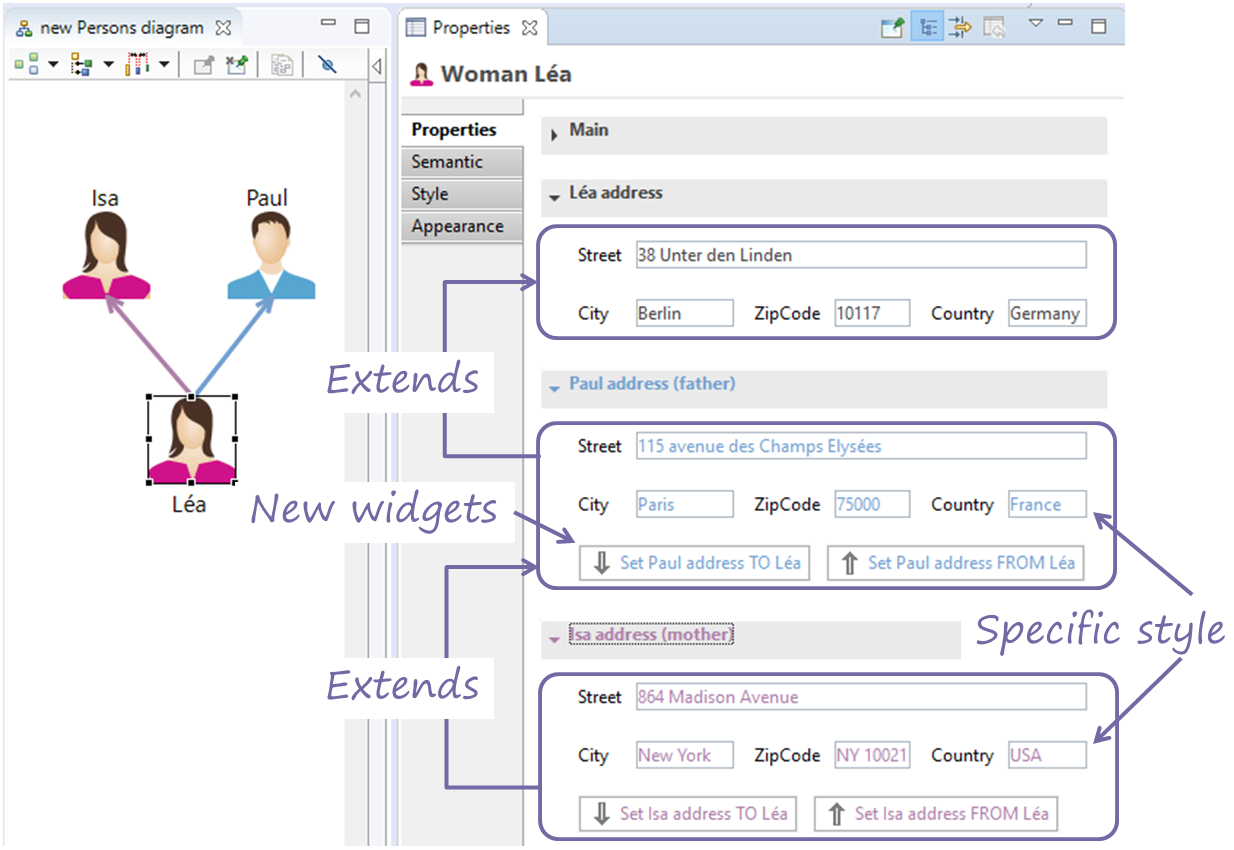 new Persons diagram
Properties
Woman Léa
Properties
Semantic
Style
Appearance
Main
Léa address
Street 38 Unter den Linden
City Berlin ZipCode 10117 Country Germany
Paul address (father)
Street 115 avenue des Champs Elysées
City Paris ZipCode 75000 Country France
Set Paul address TO Léa Set Paul address FROM Léa
Isa address (mother)
Street 864 Madison Avenue
City New York ZipCode NY 10021 Country USA
Set Isa address TO Léa Set Isa address FROM Léa
Isa Paul
Léa
Extends
New widgets
Extends
Specific style